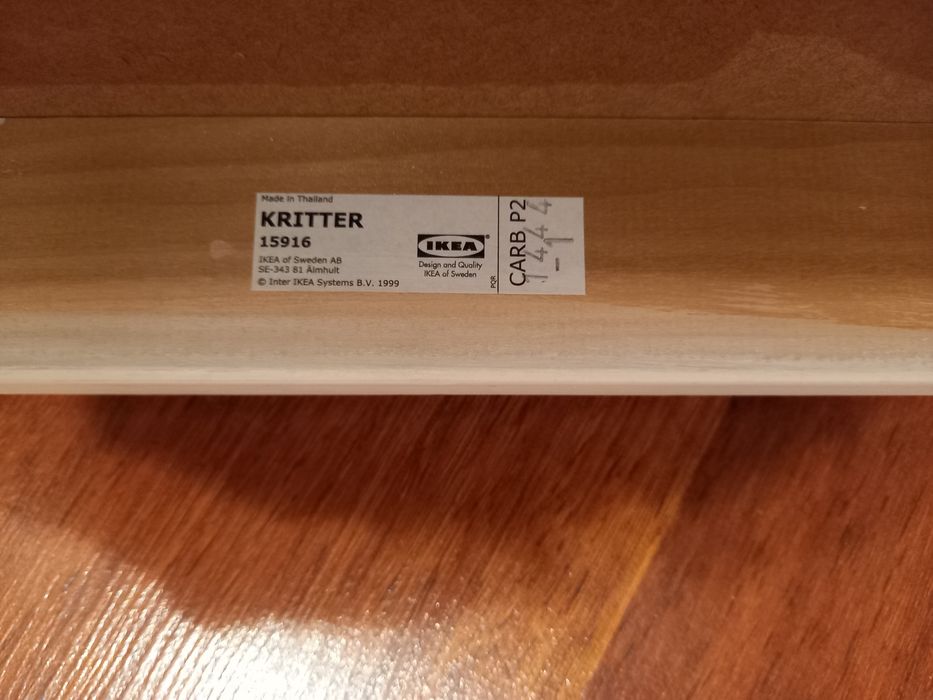 Made in Thailand
KRITTER
15916
IKEA of Sweden AB
SE-343 81 Älmhult
© Inter IKEA Systems B.V. 1999
IKEA®
Design and Quality
IKEA of Sweden
PQR
CARB P2